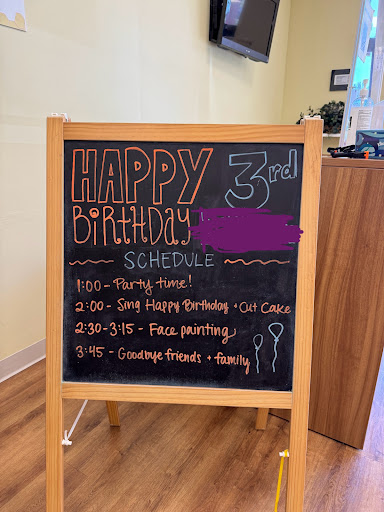 HAPPY 3rd
BiRtHDAY
SCHEDULE
1:00 - Party time!
2:00 - Sing Happy Birthday + Cut Cake
2:30-3:15 - Face painting
3:45 - Goodbye friends + family